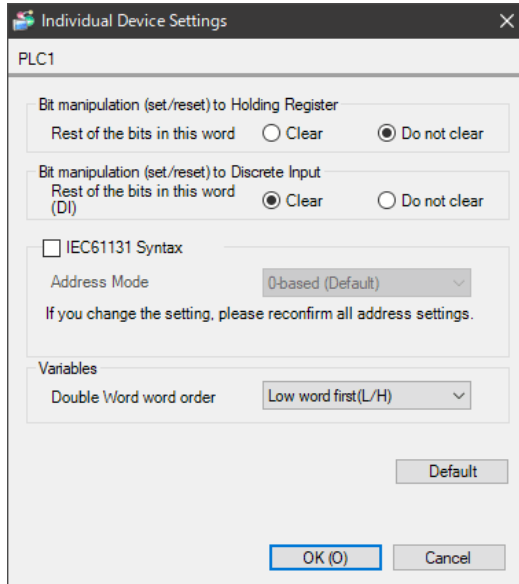 Individual Device Settings
PLC1
Bit manipulation (set/reset) to Holding Register
Rest of the bits in this word Clear Do not clear
Bit manipulation (set/reset) to Discrete Input
Rest of the bits in this word
(DI) Clear Do not clear
IEC61131 Syntax
Address Mode 0-based (Default)
If you change the setting, please reconfirm all address settings.
Variables
Double Word word order Low word first(L/H)
Default
OK (O) Cancel